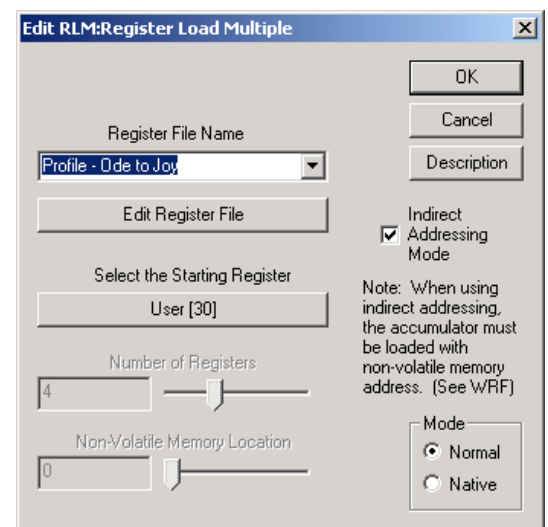 Edit RLM:Register Load Multiple
OK
Cancel
Description
Register File Name
Profile - Ode to Joy
Edit Register File
Indirect
Addressing
Mode
Select the Starting Register
User [30]
Note: When using
indirect addressing,
the accumulator must
be loaded with
non-volatile memory
address. (See WRF)
Number of Registers
4
Non-Volatile Memory Location
0
Mode
Normal
Native